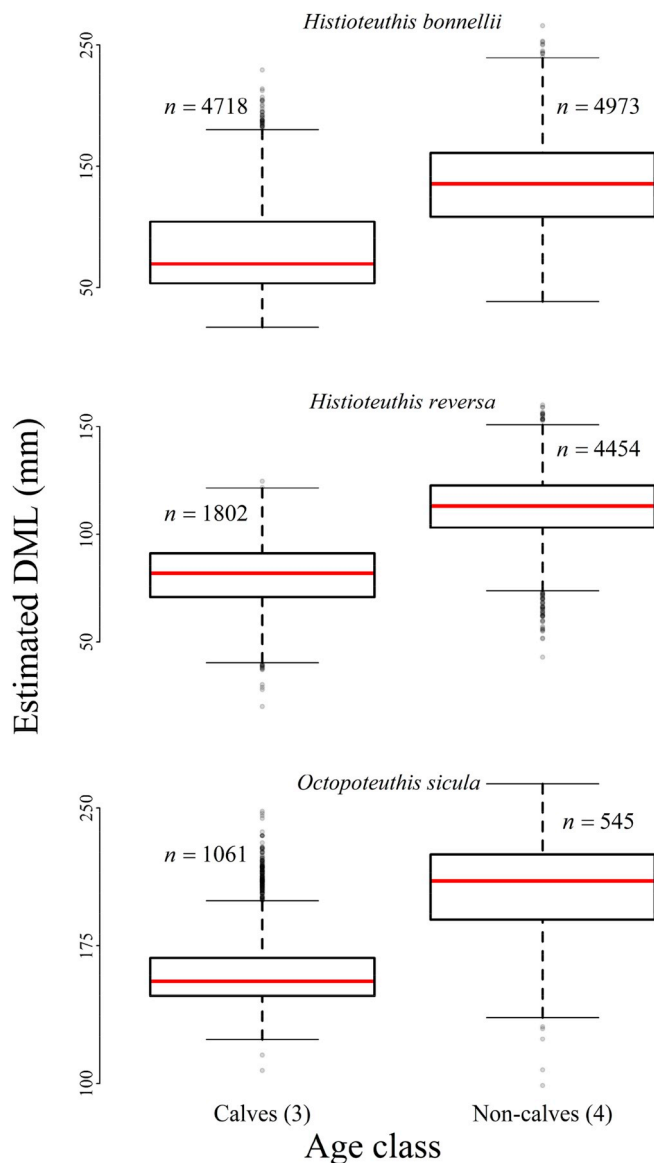 Histioteuthis bonnellii
250
n = 4718
n = 4973
150
50
Histioteuthis reversa
150
n = 4454
n = 1802
100
50
Estimated DML (mm)
Octopoteuthis sicula
250
n = 545
n = 1061
175
100
Calves (3)
Non-calves (4)
Age class